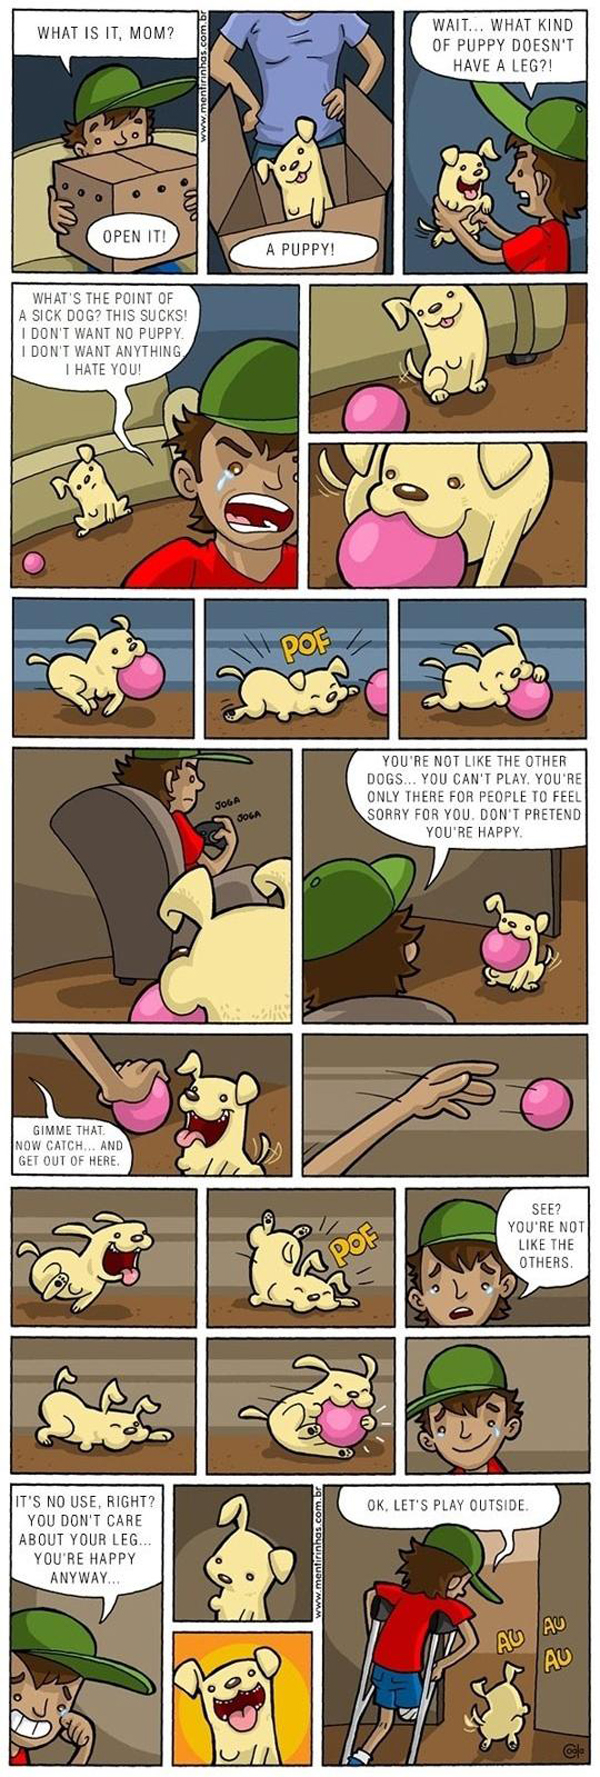 WHAT IS IT, MOM?
OPEN IT!
www.mentirinhas.com.br
A PUPPY!
WAIT... WHAT KIND
OF PUPPY DOESN'T
HAVE A LEG?!
WHAT'S THE POINT OF
A SICK DOG? THIS SUCKS!
I DON'T WANT NO PUPPY.
I DON'T WANT ANYTHING.
I HATE YOU!
POF
JOGA
JOGA
YOU'RE NOT LIKE THE OTHER
DOGS... YOU CAN'T PLAY. YOU'RE
ONLY THERE FOR PEOPLE TO FEEL
SORRY FOR YOU. DON'T PRETEND
YOU'RE HAPPY.
GIMME THAT.
NOW CATCH... AND
GET OUT OF HERE.
POF
SEE?
YOU'RE NOT
LIKE THE
OTHERS.
IT'S NO USE, RIGHT?
YOU DON'T CARE
ABOUT YOUR LEG...
YOU'RE HAPPY
ANYWAY...
www.mentirinhas.com.br
OK, LET'S PLAY OUTSIDE.
AU AU
AU